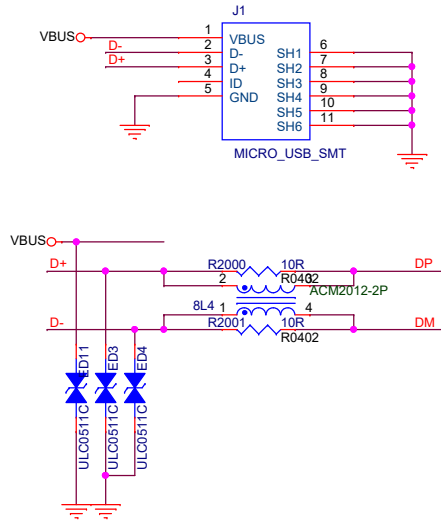 J1
VBUS
1
VBUS
D-
2
D-
SH1
6
D+
3
D+
SH2
7
4
ID
SH3
8
5
GND
SH4
9
SH5
10
SH6
11
MICRO_USB_SMT
VBUS
D+
R2000
10R
DP
2
R0402
3
ACM2012-2P
8L4
1
4
D-
R2001
10R
DM
R0402
ED11
ED3
ED4
ULC0511C
ULC0511C
ULC0511C